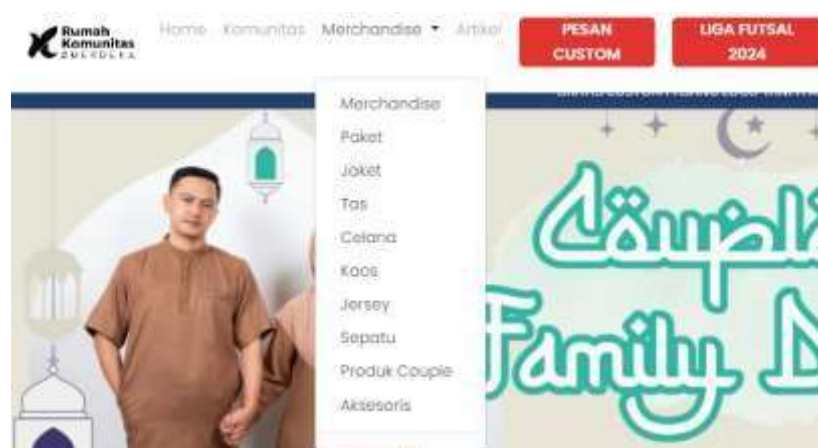 Rumah
Komunitas
Home
Komunitas
Merchandise
Artikel
PESAN
CUSTOM
LIGA FUTSAL
2024
Merchandise
Paket
Jaket
Tas
Celana
Kaos
Jersey
Sepatu
Produk Couple
Aksesoris
Couple
Family D